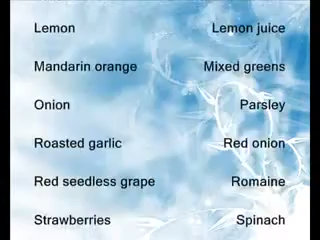 Lemon Lemon juice
Mandarin orange Mixed greens
Onion Parsley
Roasted garlic Red onion
Red seedless grape Romaine
Strawberries Spinach